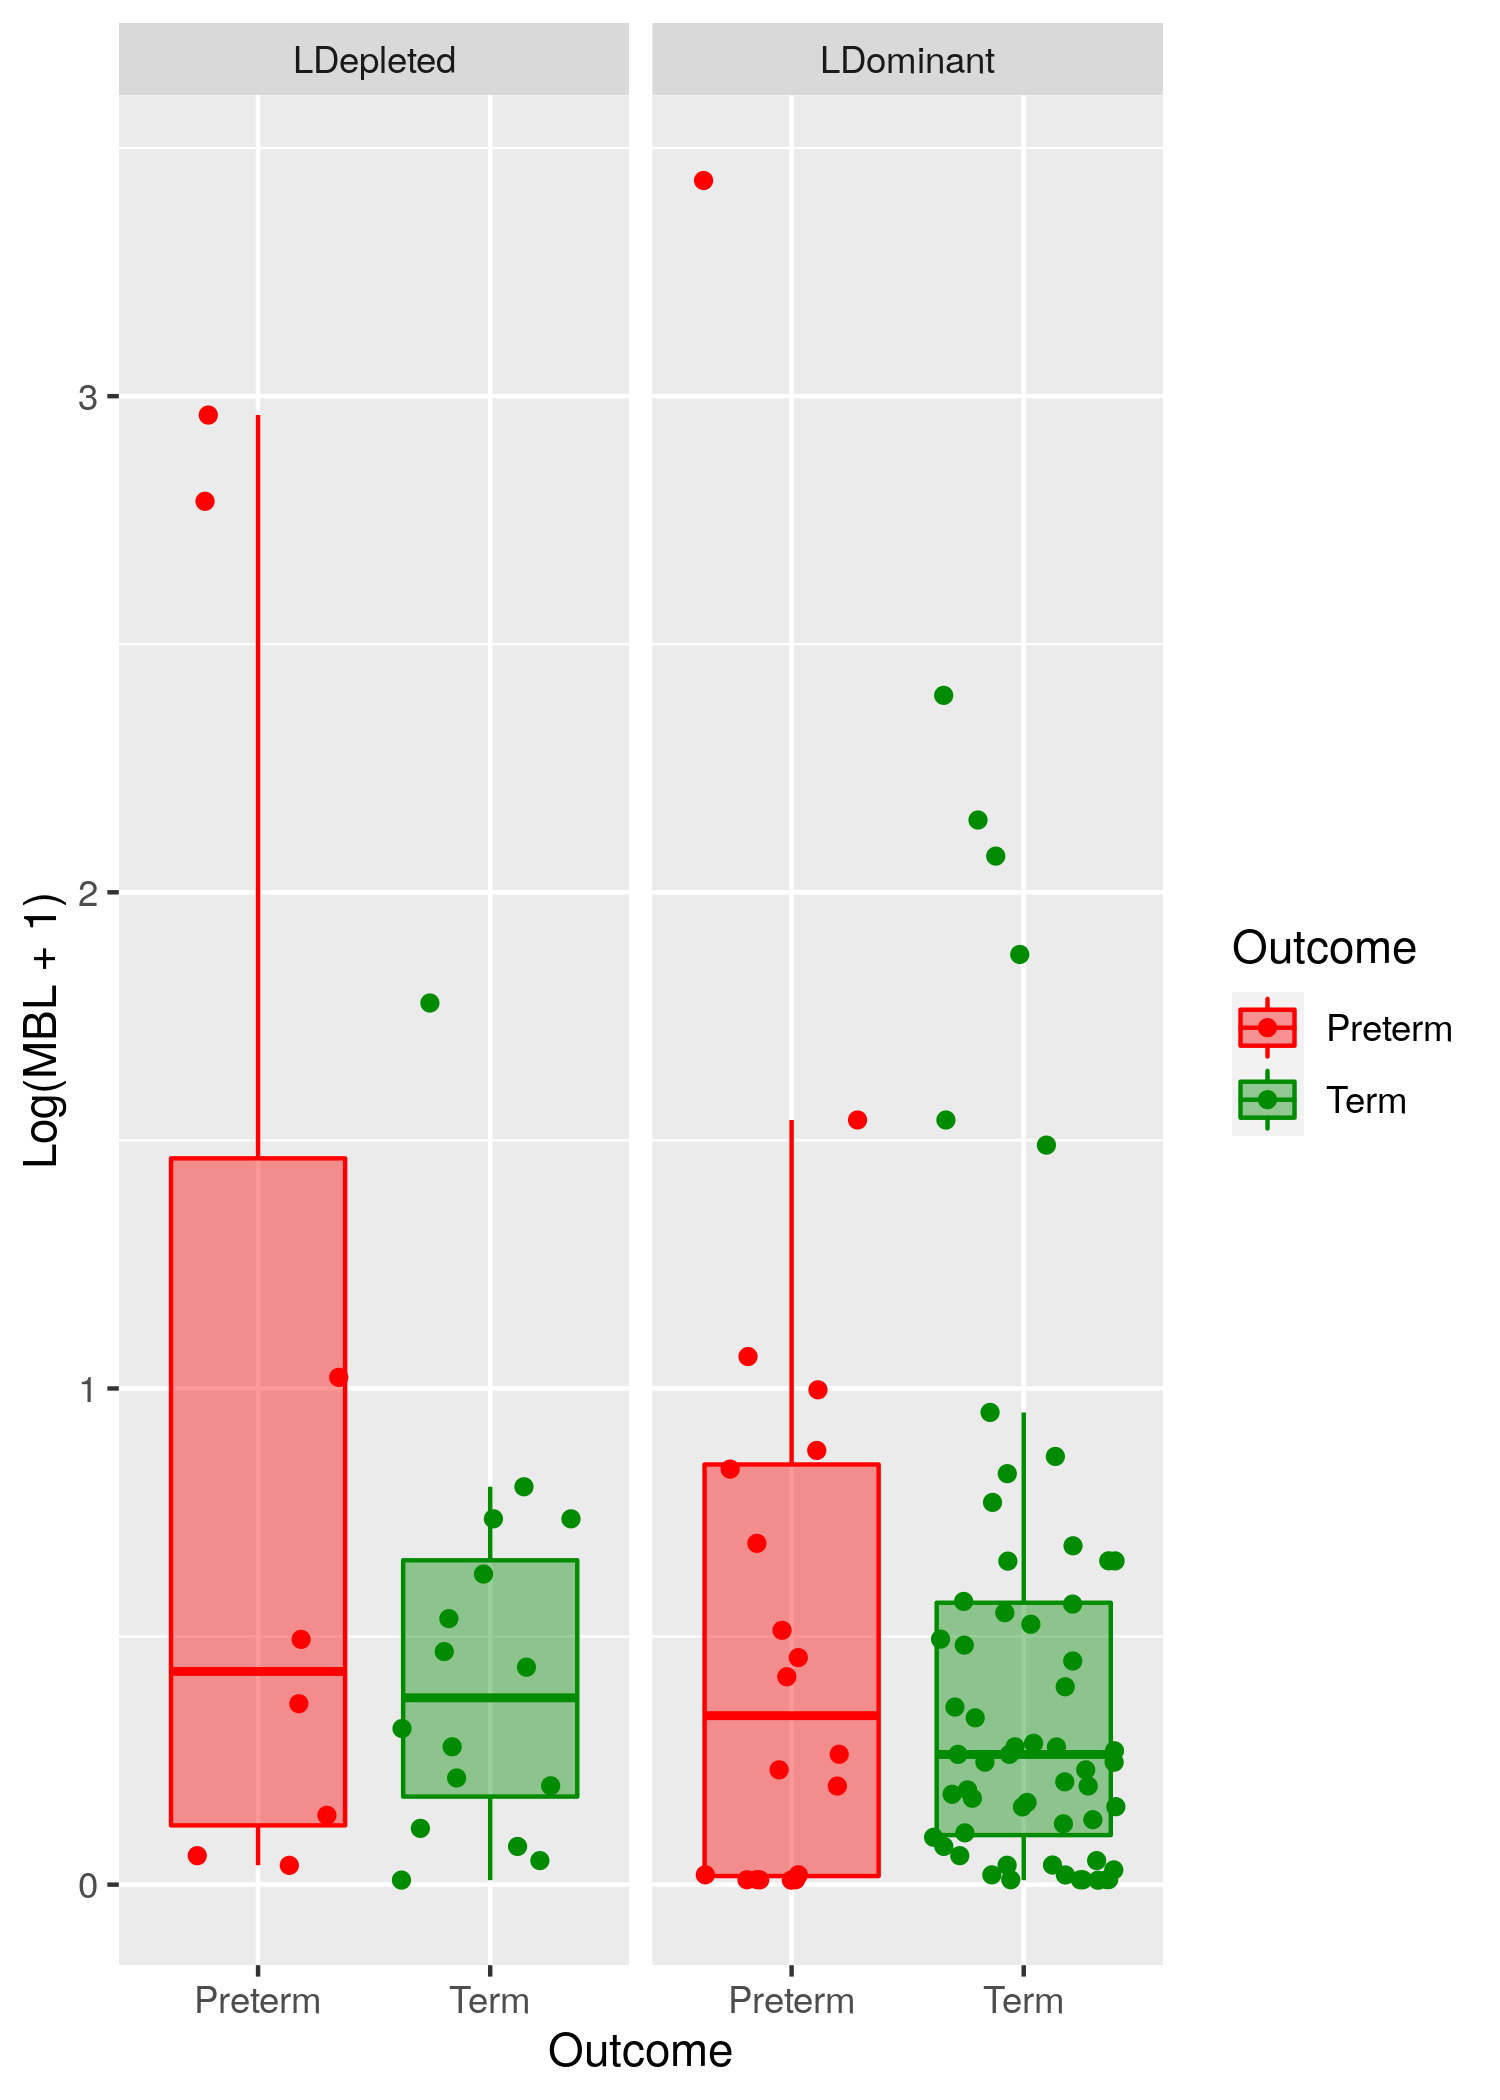 LDepleted LDominant
3
2
1
0
Log(MBL + 1)
Preterm Term Preterm Term
Outcome
Outcome
Preterm
Term